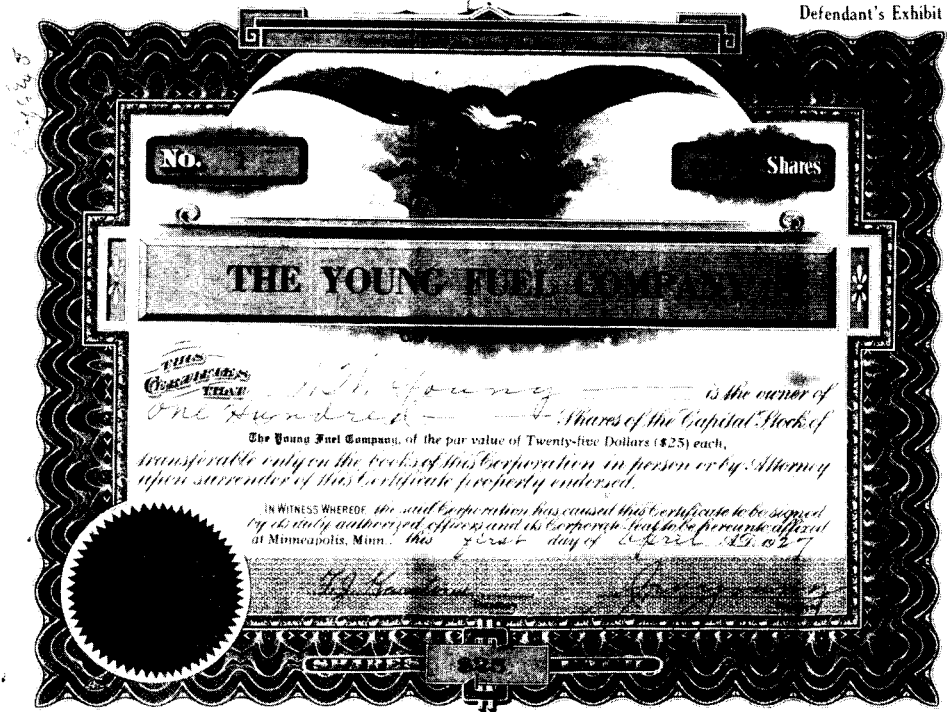 Defendant's Exhibit
No. 1
Shares
THE YOUNG FUEL COMPANY
THIS CERTIFIES THAT Young is the owner of
One Hundred Shares of the Capital Stock of
The Young Fuel Company, of the par value of Twenty-five Dollars ($25) each,
transferable only on the books of this Corporation in person or by Attorney
upon surrender of this Certificate properly endorsed.
IN WITNESS WHEREOF, the said Corporation has caused this Certificate to be signed
by its duly authorized officers and its Corporate Seal to be hereunto affixed
at Minneapolis, Minn., this first day of April A.D. 1927
Secretary
SHARES $25